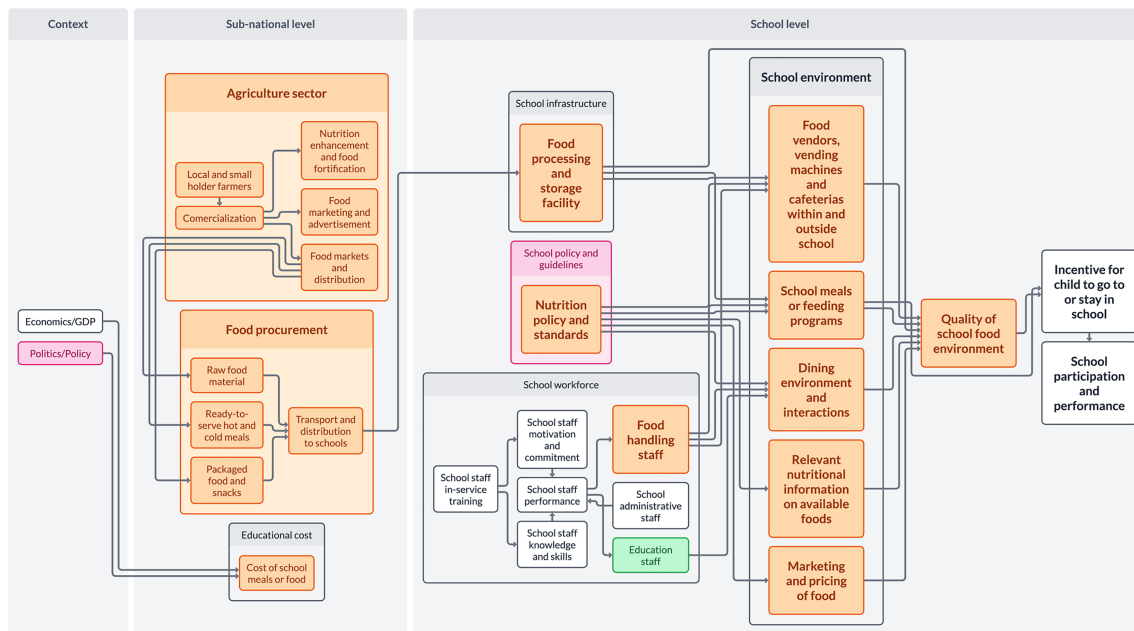 Context
Sub-national level
School level
Agriculture sector
Nutrition
enhancement
and food
fortification
Local and small
holder farmers
Comercialization
Food
marketing and
advertisement
Food markets
and
distribution
Economics/GDP
Politics/Policy
Food procurement
Raw food
material
Ready-to-
serve hot and
cold meals
Packaged
food and
snacks
Transport and
distribution
to schools
Educational cost
Cost of school
meals or food
School infrastructure
Food
processing
and
storage
facility
School policy and
guidelines
Nutrition
policy and
standards
School workforce
School staff
in-service
training
School staff
motivation
and
commitment
School staff
performance
School staff
knowledge
and skills
Food
handling
staff
School
administrative
staff
Education
staff
School environment
Food
vendors,
vending
machines
and
cafeterias
within and
outside
school
School meals
or feeding
programs
Dining
environment
and
interactions
Relevant
nutritional
information
on available
foods
Marketing
and pricing
of food
Quality of
school food
environment
Incentive for
child to go to
or stay in
school
School
participation
and
performance